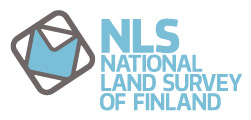 NLS
NATIONAL
LAND SURVEY
OF FINLAND